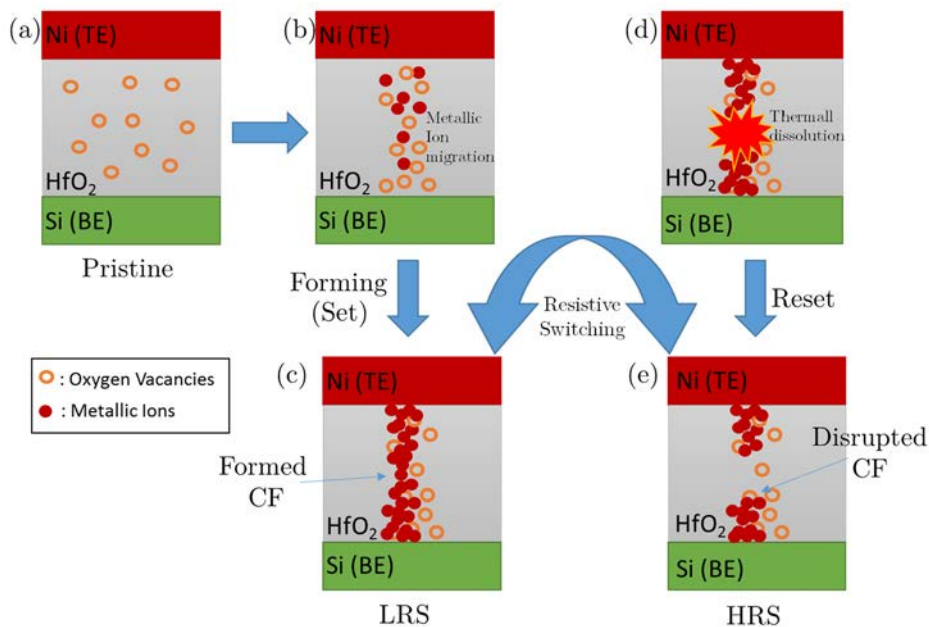 (a)
Ni (TE)
HfO₂
Si (BE)
Pristine
(b)
Ni (TE)
Metallic
Ion
migration
HfO₂
Si (BE)
Forming
(Set)
(d)
Ni (TE)
Thermall
dissolution
HfO₂
Si (BE)
Reset
Resistive
Switching
: Oxygen Vacancies
: Metallic Ions
(c)
Ni (TE)
Formed
CF
HfO₂
Si (BE)
LRS
(e)
Ni (TE)
Disrupted
CF
HfO₂
Si (BE)
HRS